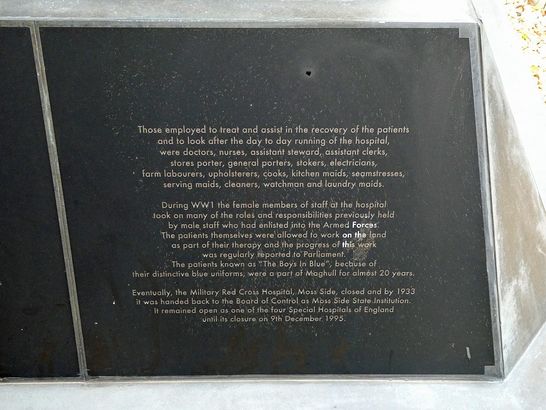 Those employed to treat and assist in the recovery of the patients
and to look after the day to day running of the hospital,
were doctors, nurses, assistant steward, assistant clerks,
stores porter, general porters, stokers, electricians,
farm labourers, upholsterers, cooks, kitchen maids, seamstresses,
serving maids, cleaners, watchman and laundry maids.
During WW1 the female members of staff at the hospital
took on many of the roles and responsibilities previously held
by male staff who had enlisted into the Armed Forces.
The patients themselves were allowed to work on the land
as part of their therapy and the progress of this work
was regularly reported to Parliament.
The patients known as "The Boys In Blue", because of
their distinctive blue uniforms, were a part of Maghull for almost 20 years.
Eventually, the Military Red Cross Hospital, Moss Side, closed and by 1933
it was handed back to the Board of Control as Moss Side State Institution.
It remained open as one of the four Special Hospitals of England
until its closure on 9th December 1995.